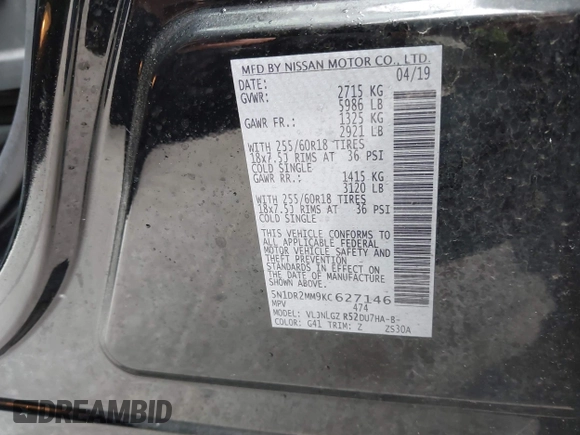 MFD BY NISSAN MOTOR CO., LTD.
DATE: 04/19
GVWR: 2715 KG
5986 LB
GAWR FR.: 1325 KG
2921 LB
WITH 255/60R18 TIRES
18x7.5J RIMS AT 36 PSI
COLD SINGLE
GAWR RR.: 1415 KG
3120 LB
WITH 255/60R18 TIRES
18x7.5J RIMS AT 36 PSI
COLD SINGLE
THIS VEHICLE CONFORMS TO
ALL APPLICABLE FEDERAL
MOTOR VEHICLE SAFETY AND
THEFT PREVENTION
STANDARDS IN EFFECT ON
THE DATE OF MANUFACTURE
SHOWN ABOVE.
5N1DR2MM9KC627146
MPV 474
MODEL: VLJNLGZ R52DU7HA-B-
COLOR: G41 TRIM: Z ZS30A
DREAMBID